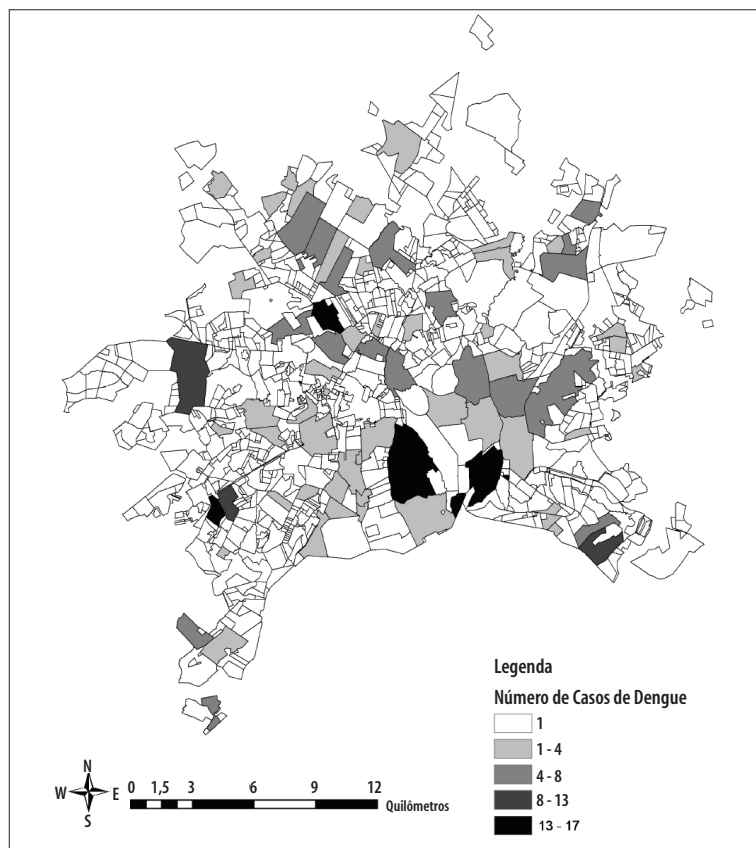 Legenda
Número de Casos de Dengue
1
1 - 4
4 - 8
8 - 13
13 - 17
N
W E
S
0 1,5 3 6 9 12
Quilômetros